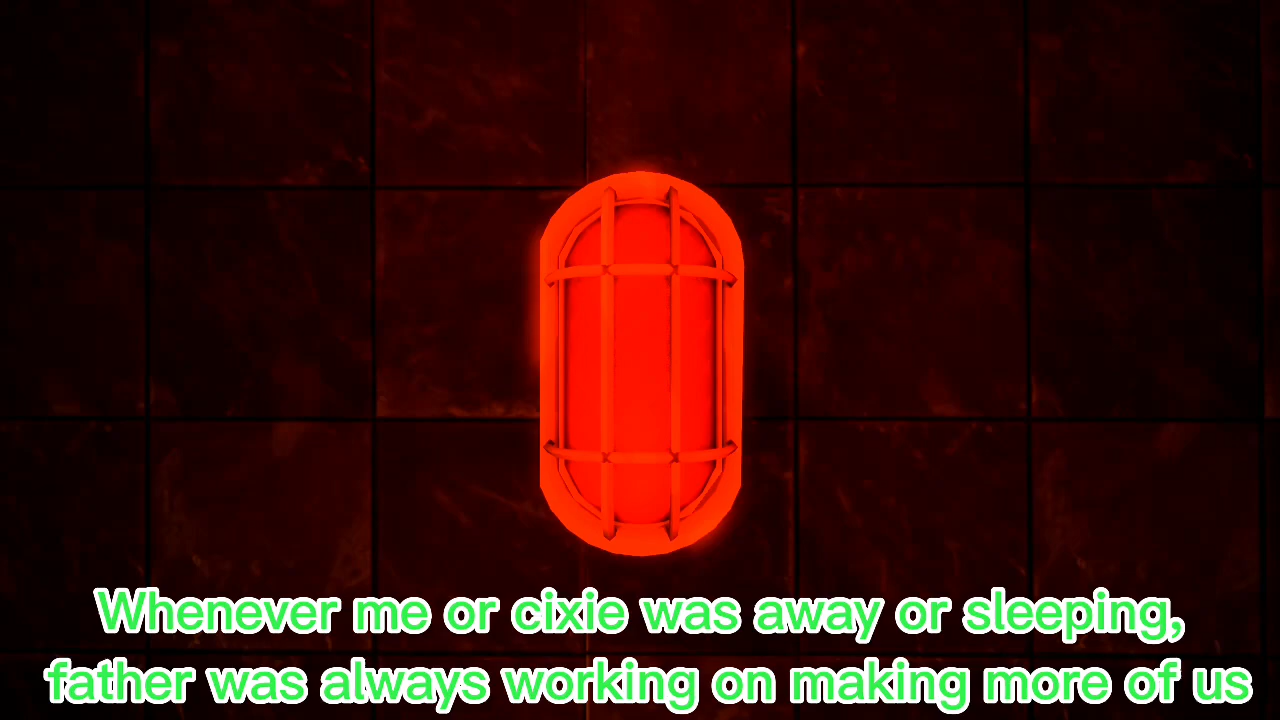 Whenever me or cixie was away or sleeping,
father was always working on making more of us